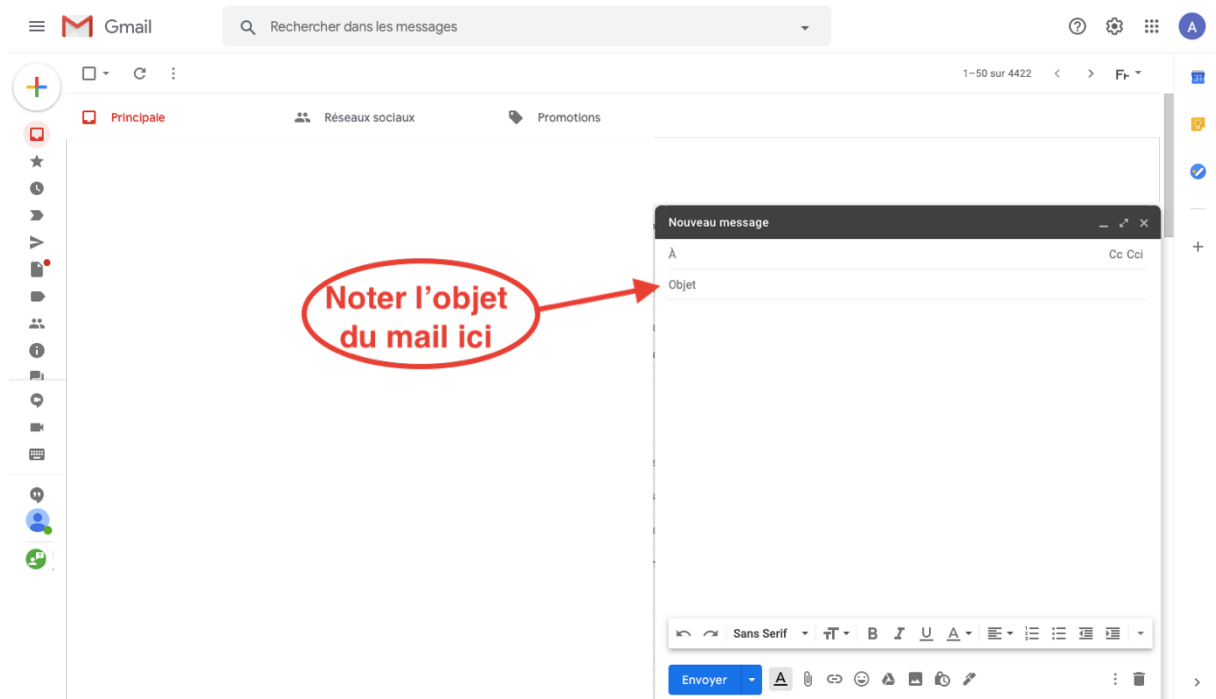 Gmail
Rechercher dans les messages
A
1–50 sur 4422
Principale
Réseaux sociaux
Promotions
31
Nouveau message
À
Cc Cci
Objet
Noter l’objet
du mail ici
Sans Serif
B I U A
Envoyer
A